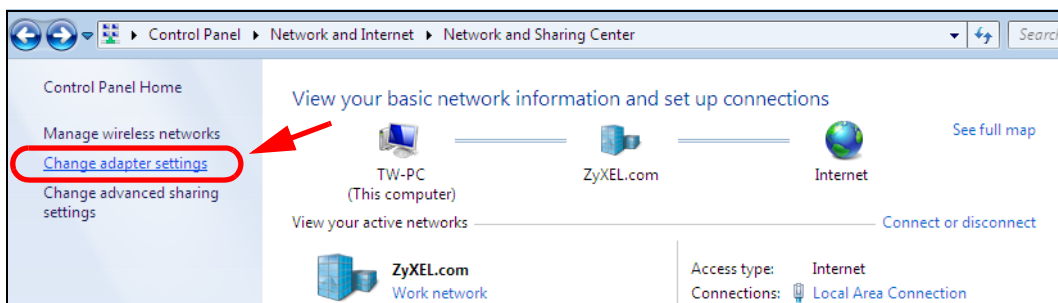 Control Panel Network and Internet Network and Sharing Center
Search
Control Panel Home
Manage wireless networks
Change adapter settings
Change advanced sharing
settings
View your basic network information and set up connections
See full map
TW-PC
(This computer)
ZyXEL.com
Internet
View your active networks
Connect or disconnect
ZyXEL.com
Work network
Access type: Internet
Connections: Local Area Connection